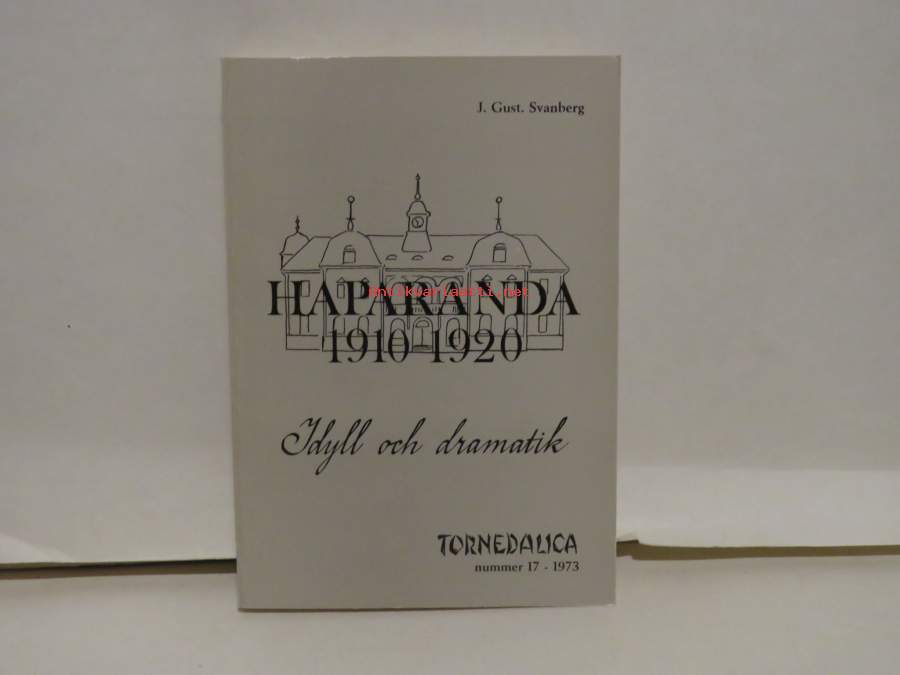 J. Gust. Svanberg
HAPARANDA
antikvariaatti.net
1910-1920
Idyll och dramatik
TORNEDALICA
nummer 17 - 1973